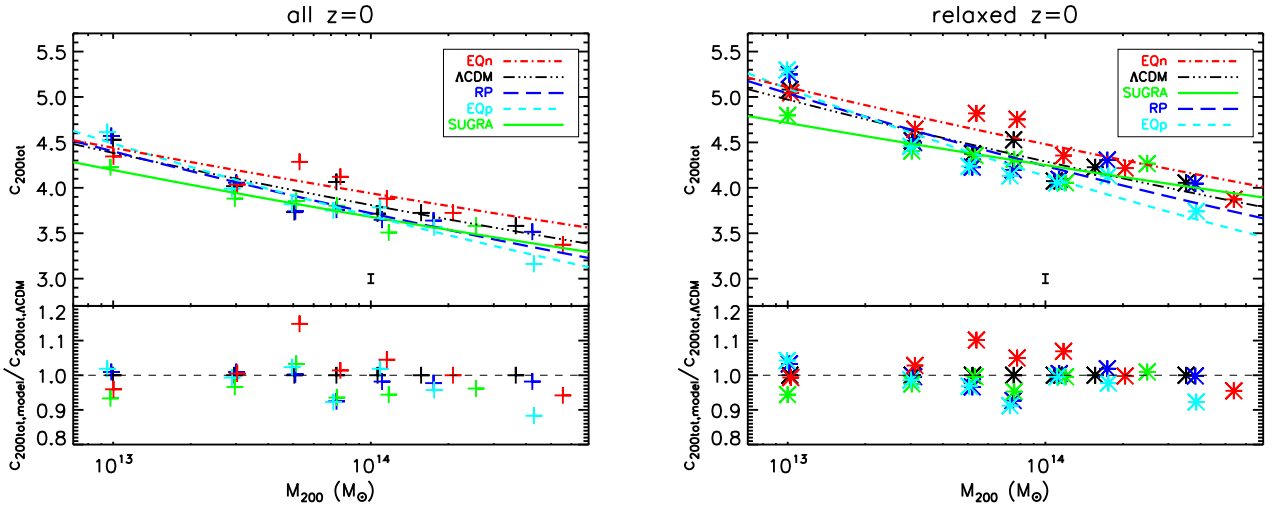 all z=0
5.5
5.0
4.5
4.0
3.5
3.0
c200tot
EQn
ΛCDM
RP
EQp
SUGRA
1.2
1.1
1.0
0.9
0.8
c200tot,model/c200tot,ΛCDM
10^13
10^14
M200 (M⊙)
relaxed z=0
5.5
5.0
4.5
4.0
3.5
3.0
c200tot
EQn
ΛCDM
SUGRA
RP
EQp
1.2
1.1
1.0
0.9
0.8
c200tot,model/c200tot,ΛCDM
10^13
10^14
M200 (M⊙)